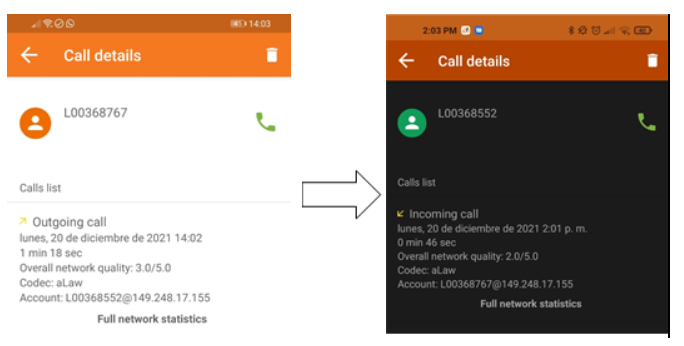 14:03
Call details
L00368767
Calls list
Outgoing call
lunes, 20 de diciembre de 2021 14:02
1 min 18 sec
Overall network quality: 3.0/5.0
Codec: aLaw
Account: L00368552@149.248.17.155
Full network statistics
2:03 PM
Call details
L00368552
Calls list
Incoming call
lunes, 20 de diciembre de 2021 2:01 p. m.
0 min 46 sec
Overall network quality: 2.0/5.0
Codec: aLaw
Account: L00368767@149.248.17.155
Full network statistics